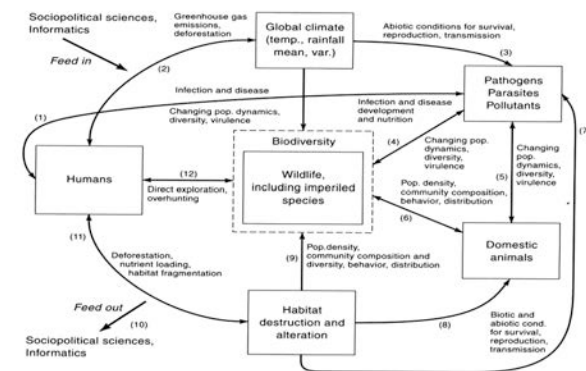 Sociopolitical sciences,
Informatics
Feed in
Greenhouse gas
emissions,
deforestation
(2)
Global climate
(temp., rainfall
mean, var.)
Abiotic conditions for survival,
reproduction, transmission
(3)
Pathogens
Parasites
Pollutants
(1)
Infection and disease
Changing pop. dynamics,
diversity, virulence
Infection and disease
development
and nutrition
(4)
Changing pop.
dynamics,
diversity,
virulence
(5)
Changing
pop.
dynamics,
diversity,
virulence
(7)
Biodiversity
Wildlife,
including imperiled
species
Humans
(12)
Direct exploration,
overhunting
Pop. density,
community composition,
behavior, distribution
(6)
Domestic
animals
(11)
Deforestation,
nutrient loading,
habitat fragmentation
(9)
Pop.density,
community composition and
diversity, behavior, distribution
Feed out
(10)
Sociopolitical sciences,
Informatics
Habitat
destruction and
alteration
(8)
Biotic and
abiotic cond.
for survival,
reproduction,
transmission